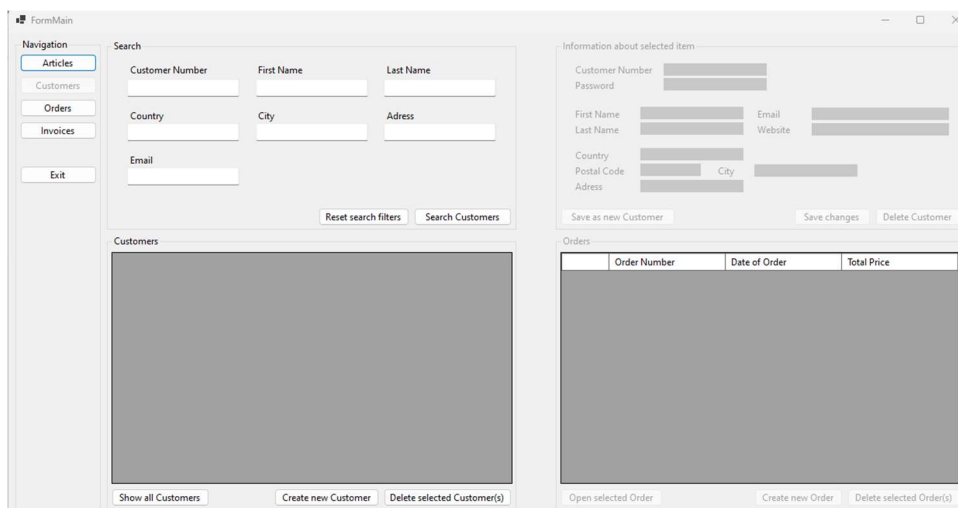 FormMain
Navigation
Articles
Customers
Orders
Invoices
Exit
Search
Customer Number First Name Last Name
Country City Adress
Email
Reset search filters Search Customers
Information about selected item
Customer Number
Password
First Name Email
Last Name Website
Country
Postal Code City
Adress
Save as new Customer Save changes Delete Customer
Customers
Show all Customers Create new Customer Delete selected Customer(s)
Orders
Order Number Date of Order Total Price
Open selected Order Create new Order Delete selected Order(s)